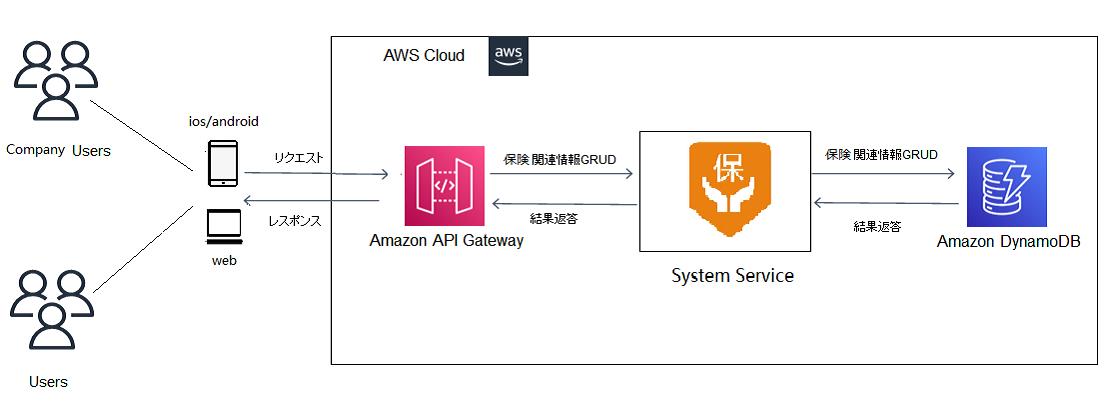 AWS Cloud
aws
ios/android
Company Users
リクエスト
保険 関連情報GRUD
保
保険 関連情報GRUD
レスポンス
結果返答
結果返答
Amazon API Gateway
Amazon DynamoDB
web
System Service
Users